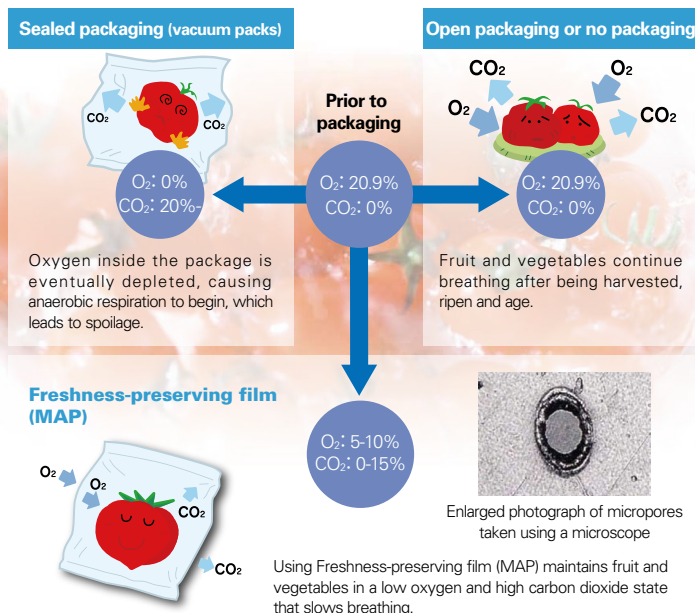 Sealed packaging (vacuum packs)
CO₂
CO₂
O₂: 0%
CO₂: 20%-
Oxygen inside the package is
eventually depleted, causing
anaerobic respiration to begin, which
leads to spoilage.
Prior to
packaging
O₂: 20.9%
CO₂: 0%
Open packaging or no packaging
CO₂
O₂
O₂
CO₂
O₂: 20.9%
CO₂: 0%
Fruit and vegetables continue
breathing after being harvested,
ripen and age.
Freshness-preserving film
(MAP)
O₂
O₂
CO₂
CO₂
O₂: 5-10%
CO₂: 0-15%
Enlarged photograph of micropores
taken using a microscope
Using Freshness-preserving film (MAP) maintains fruit and
vegetables in a low oxygen and high carbon dioxide state
that slows breathing.